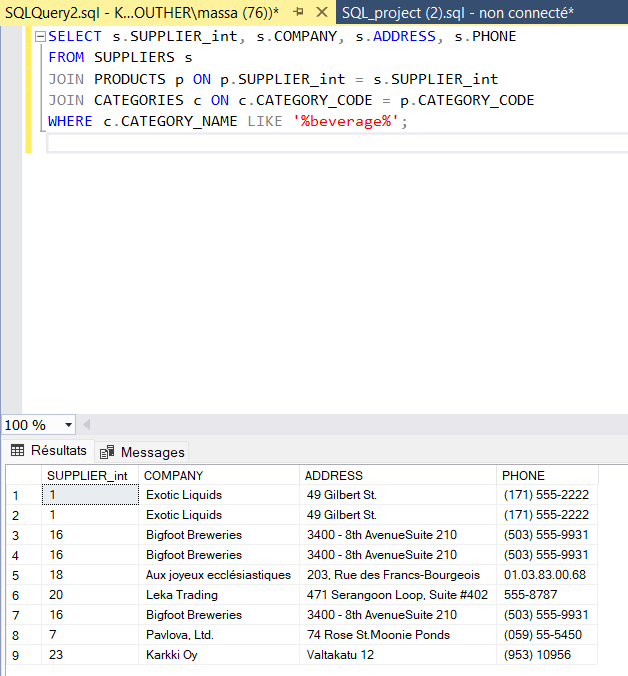 SQLQuery2.sql - K...OUTHER\massa (76))* SQL_project (2).sql - non connecté*
SELECT s.SUPPLIER_int, s.COMPANY, s.ADDRESS, s.PHONE
FROM SUPPLIERS s
JOIN PRODUCTS p ON p.SUPPLIER_int = s.SUPPLIER_int
JOIN CATEGORIES c ON c.CATEGORY_CODE = p.CATEGORY_CODE
WHERE c.CATEGORY_NAME LIKE '%beverage%';
100 %
Résultats Messages
SUPPLIER_int COMPANY ADDRESS PHONE
1 1 Exotic Liquids 49 Gilbert St. (171) 555-2222
2 1 Exotic Liquids 49 Gilbert St. (171) 555-2222
3 16 Bigfoot Breweries 3400 - 8th AvenueSuite 210 (503) 555-9931
4 16 Bigfoot Breweries 3400 - 8th AvenueSuite 210 (503) 555-9931
5 18 Aux joyeux ecclésiastiques 203, Rue des Francs-Bourgeois 01.03.83.00.68
6 20 Leka Trading 471 Serangoon Loop, Suite #402 555-8787
7 16 Bigfoot Breweries 3400 - 8th AvenueSuite 210 (503) 555-9931
8 7 Pavlova, Ltd. 74 Rose St.Moonie Ponds (059) 55-5450
9 23 Karkki Oy Valtakatu 12 (953) 10956